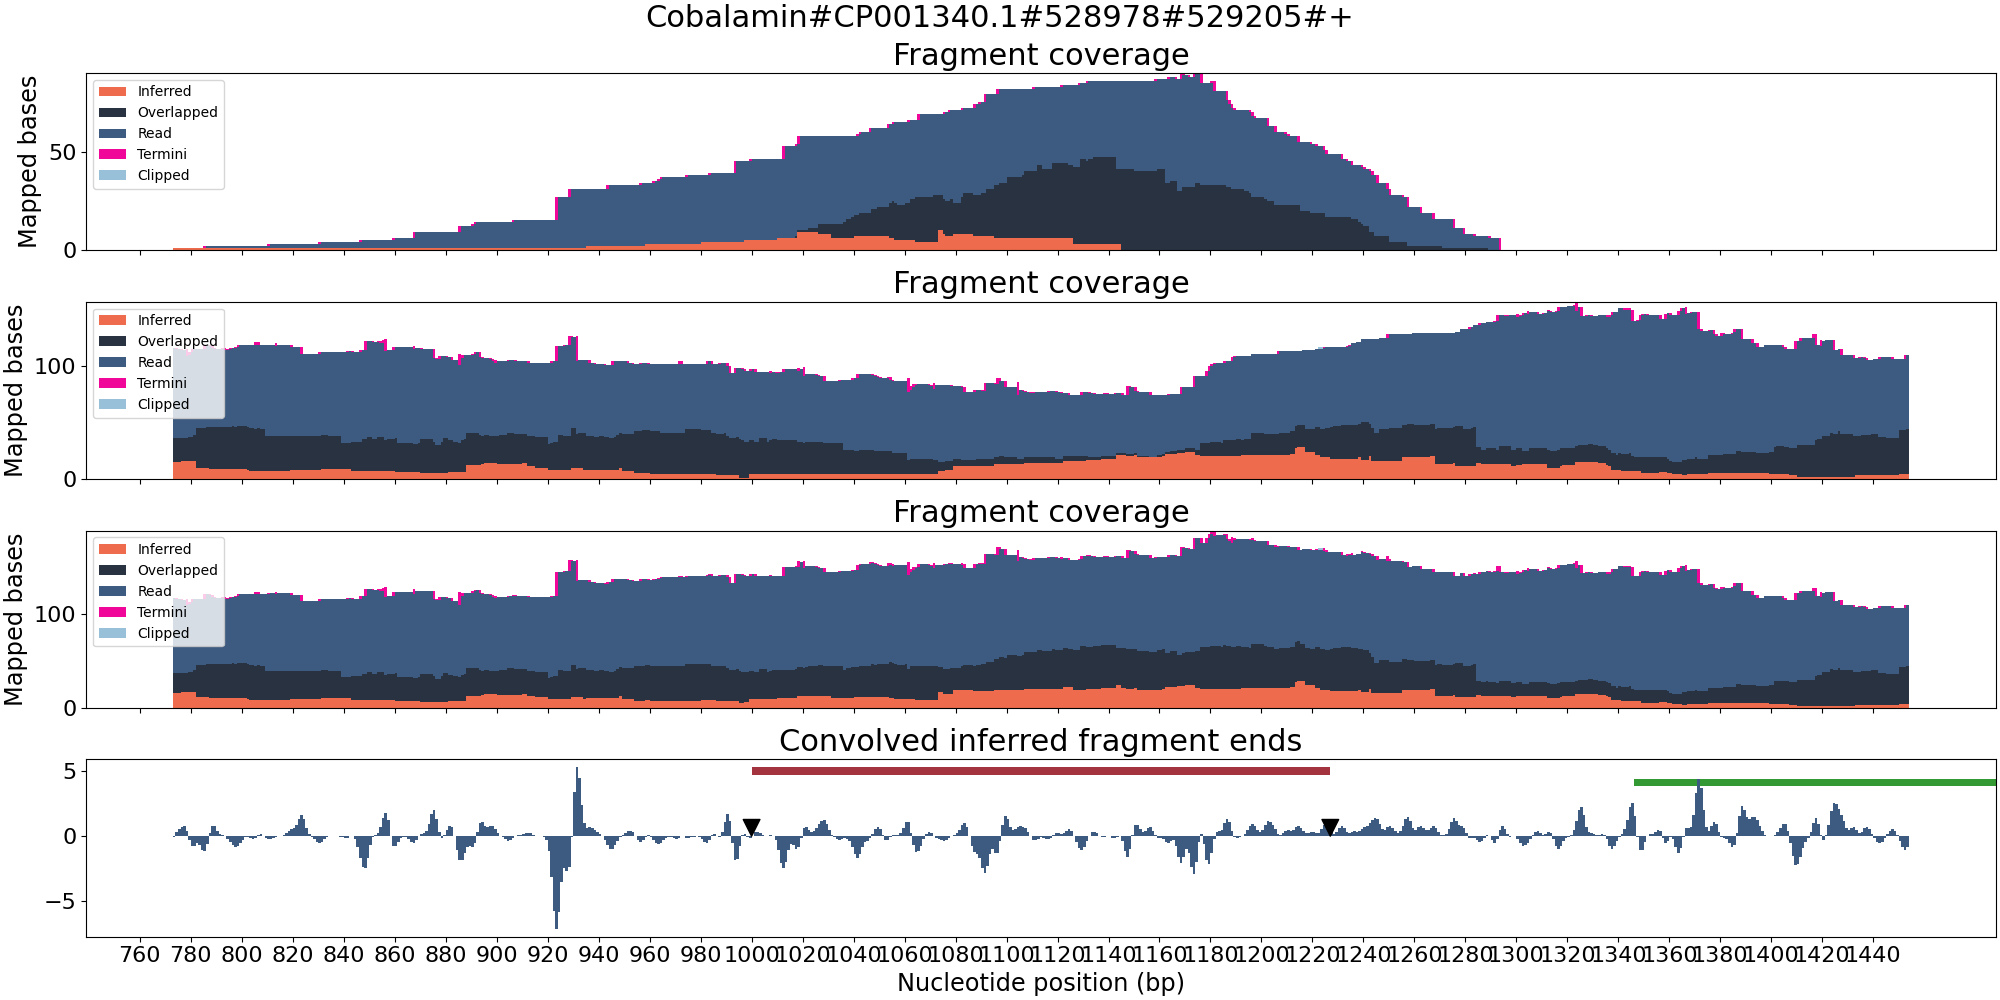 Cobalamin#CP001340.1#528978#529205#+
Fragment coverage
Mapped bases
50
0
Inferred
Overlapped
Read
Termini
Clipped
Fragment coverage
Mapped bases
100
0
Inferred
Overlapped
Read
Termini
Clipped
Fragment coverage
Mapped bases
100
0
Inferred
Overlapped
Read
Termini
Clipped
Convolved inferred fragment ends
5
0
−5
760 780 800 820 840 860 880 900 920 940 960 980 1000 1020 1040 1060 1080 1100 1120 1140 1160 1180 1200 1220 1240 1260 1280 1300 1320 1340 1360 1380 1400 1420 1440
Nucleotide position (bp)